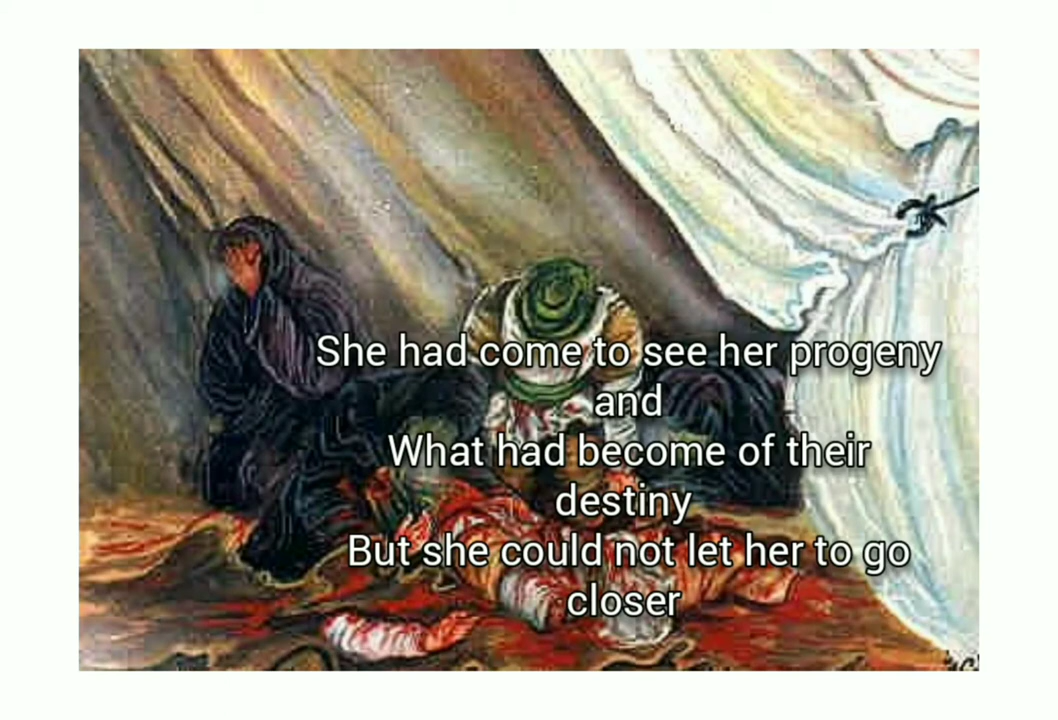 She had come to see her progeny
and
What had become of their
destiny
But she could not let her to go
closer